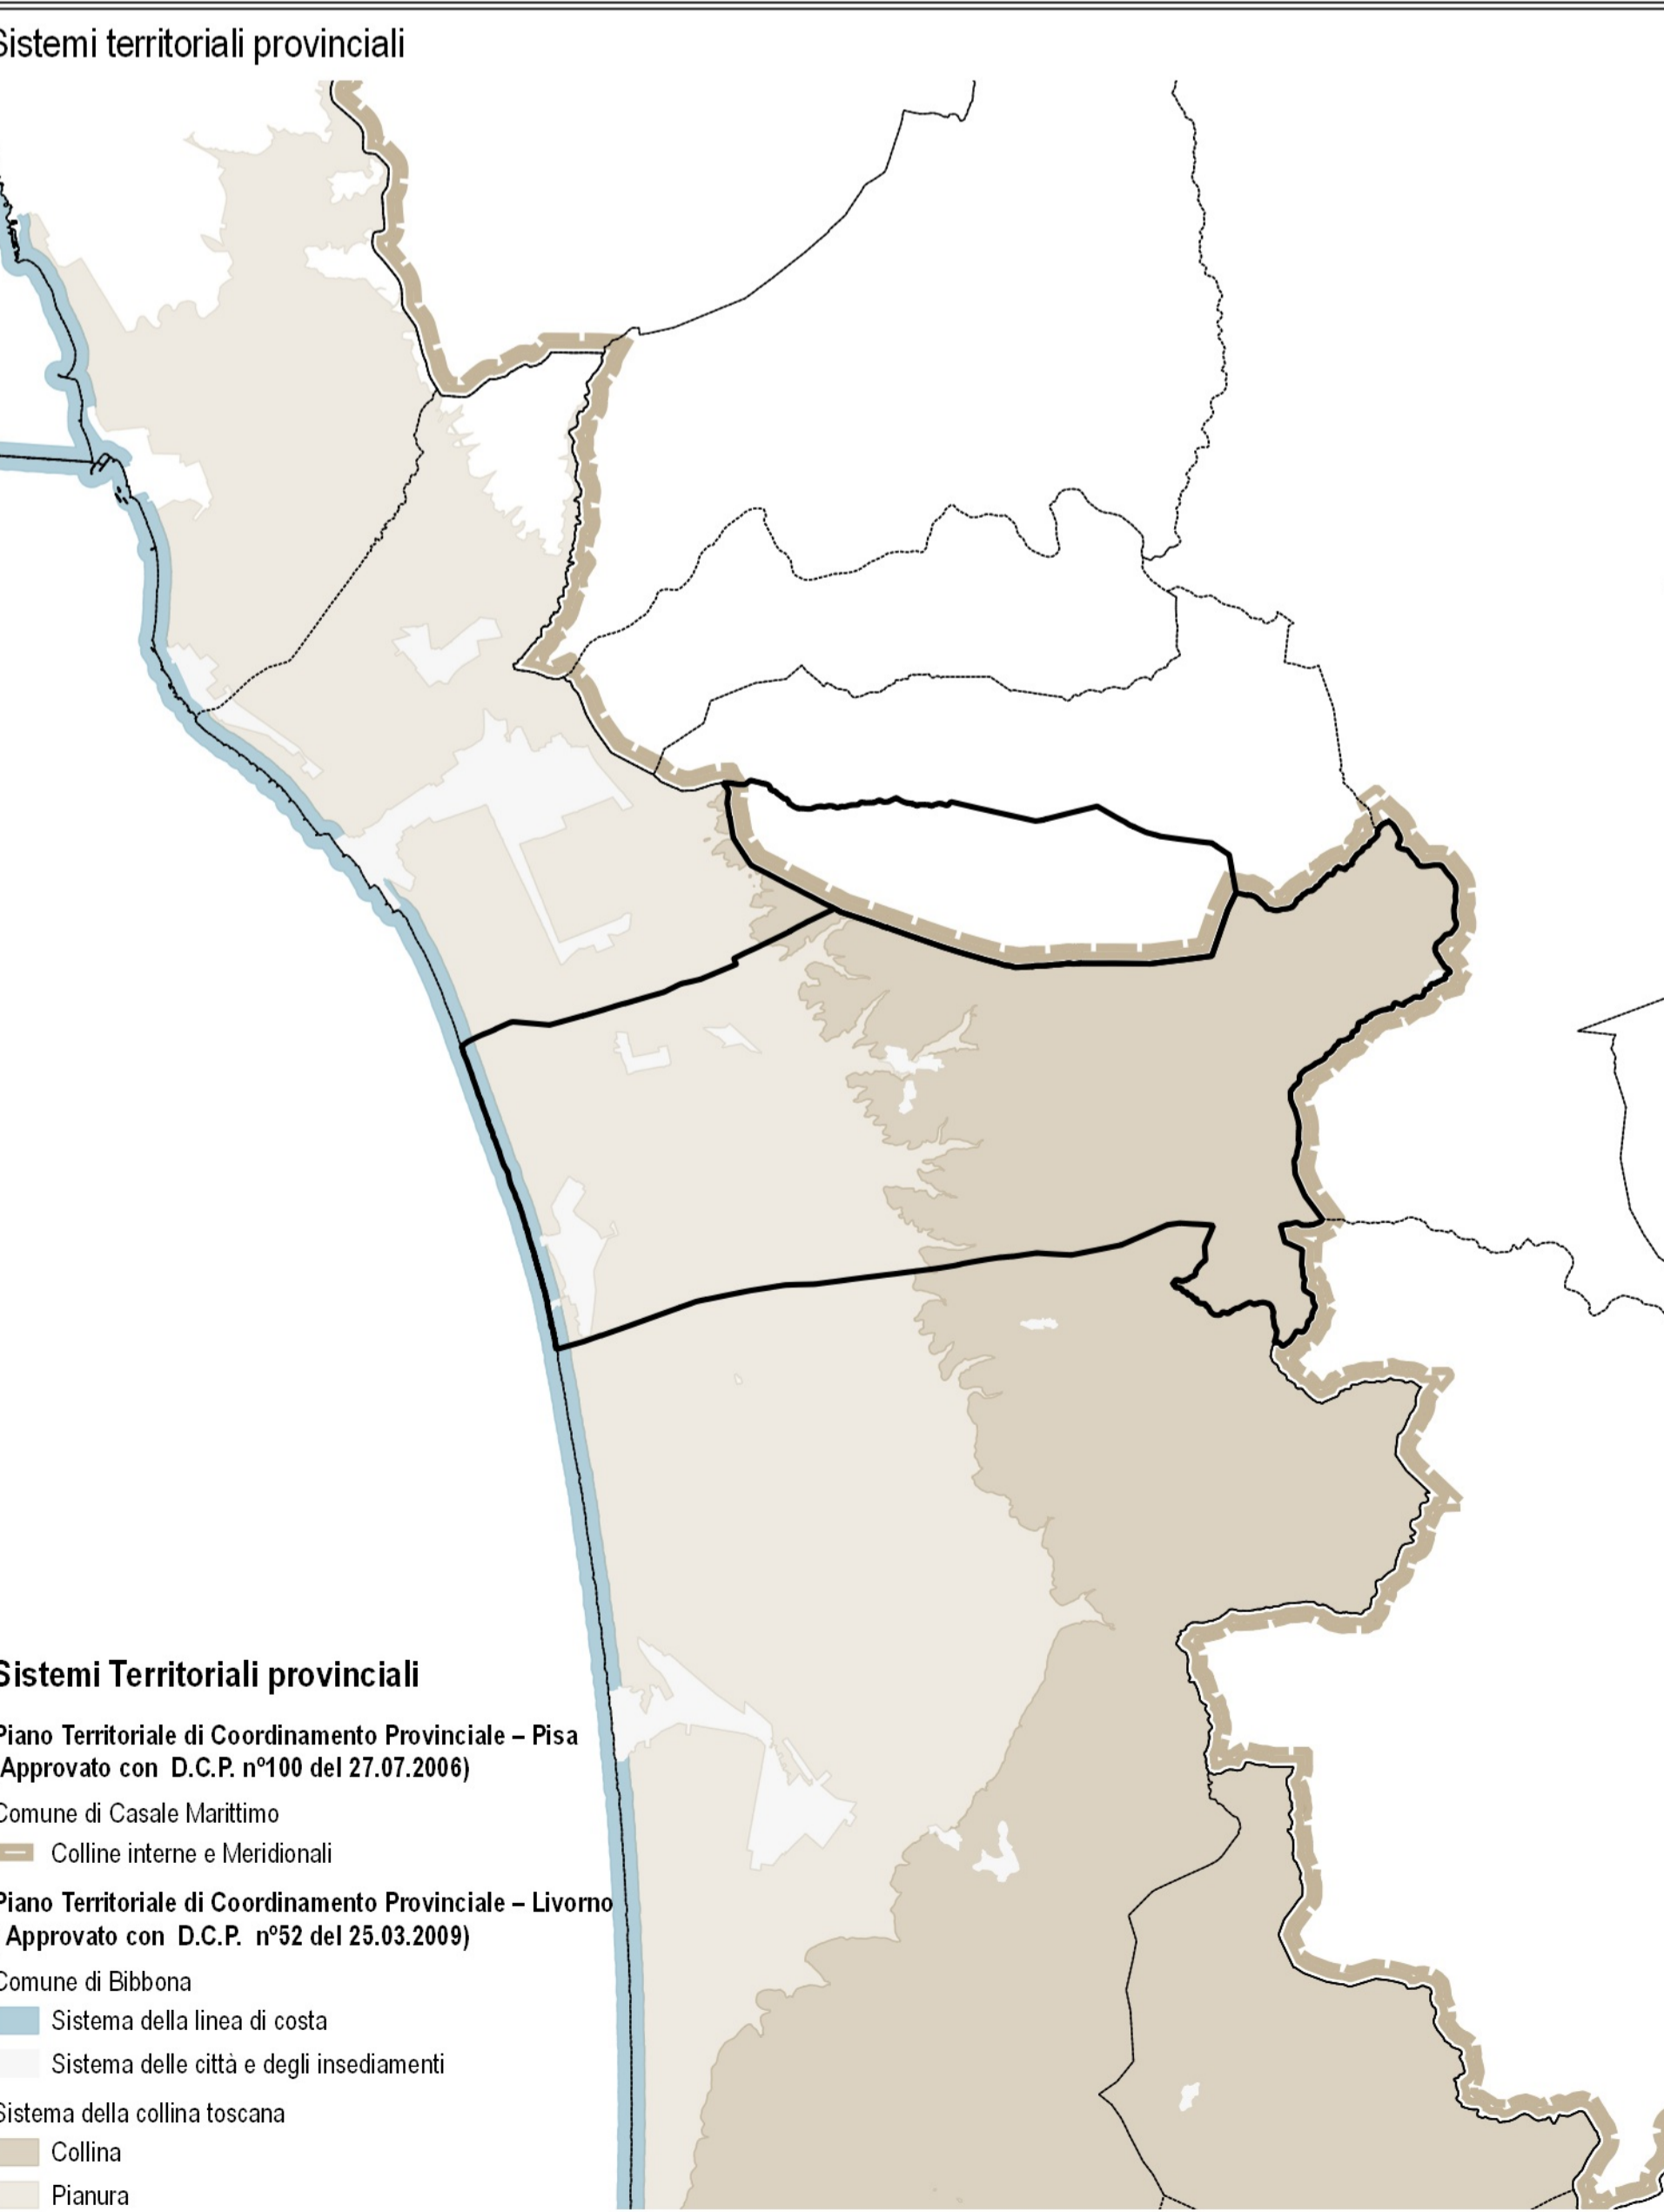 Sistemi territoriali provinciali
Sistemi Territoriali provinciali
Piano Territoriale di Coordinamento Provinciale – Pisa
Approvato con D.C.P. nº100 del 27.07.2006)
Comune di Casale Marittimo
Colline interne e Meridionali
Piano Territoriale di Coordinamento Provinciale – Livorno
Approvato con D.C.P. nº52 del 25.03.2009)
Comune di Bibbona
Sistema della linea di costa
Sistema delle città e degli insediamenti
Sistema della collina toscana
Collina
Pianura